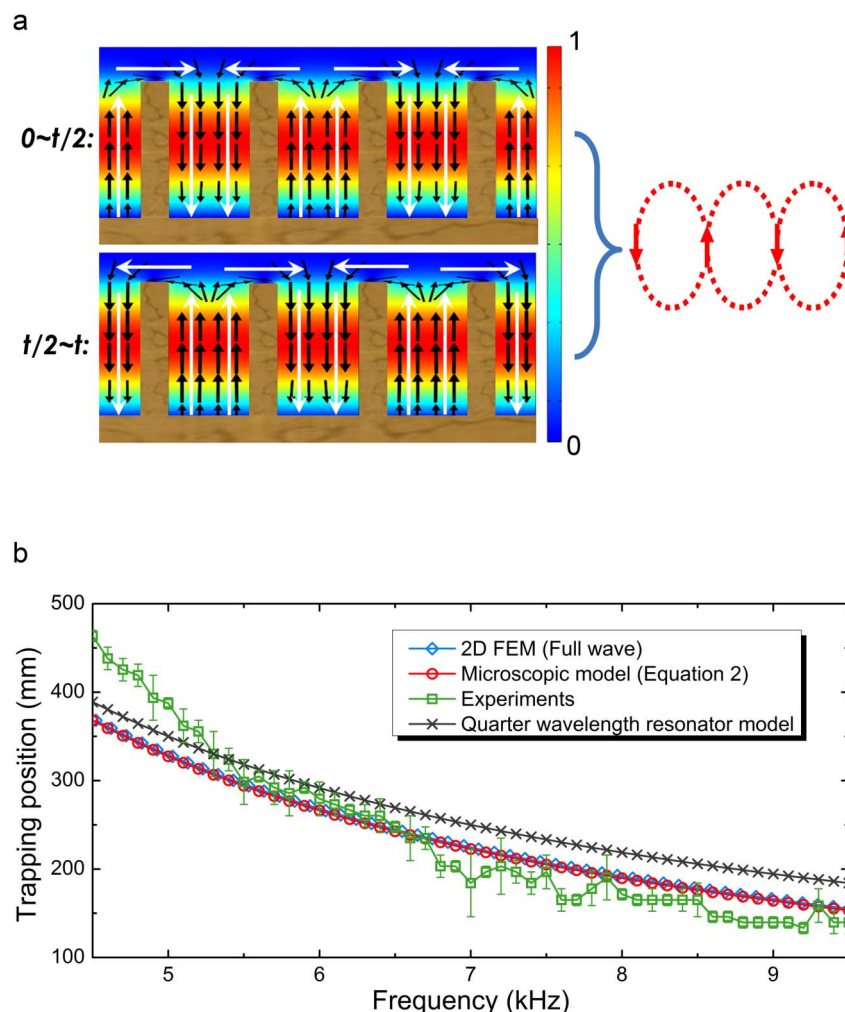 a
1
0~t/2:
t/2~t:
0
b
500
400
300
200
100
Trapping position (mm)
2D FEM (Full wave)
Microscopic model (Equation 2)
Experiments
Quarter wavelength resonator model
5 6 7 8 9
Frequency (kHz)